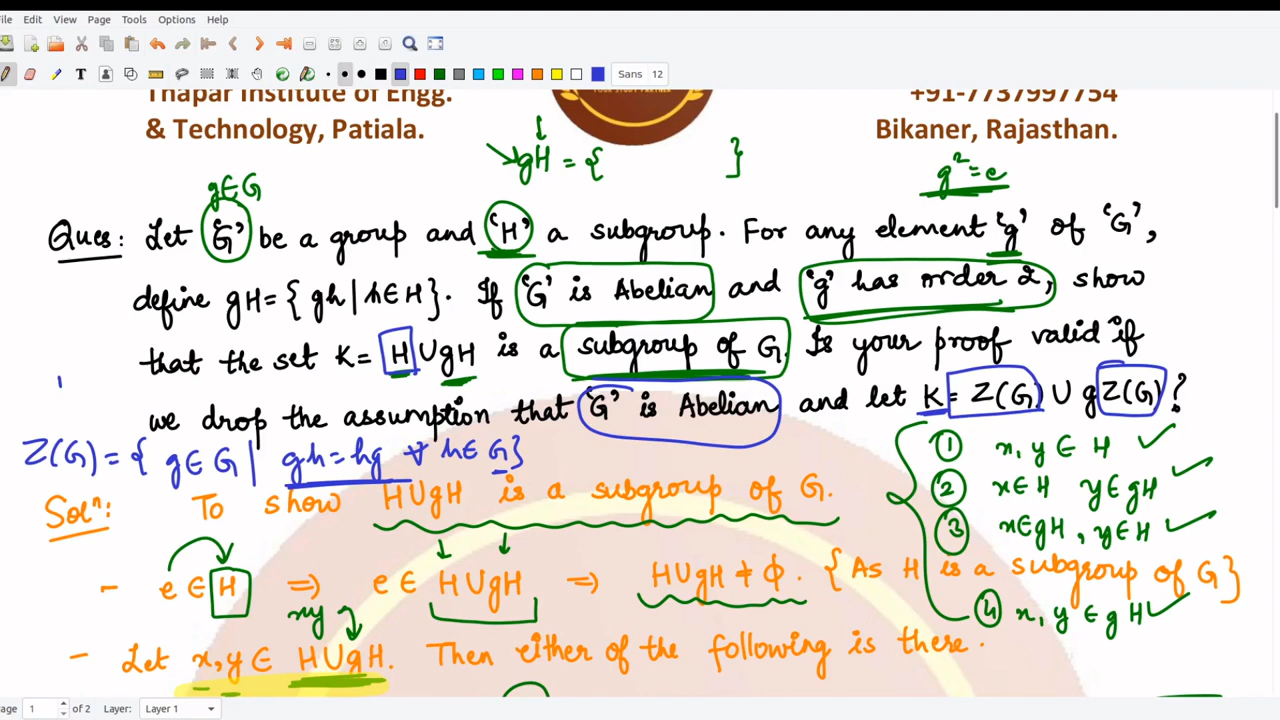 File Edit View Page Tools Options Help
Sans 12
Thapar Institute of Engg.
& Technology, Patiala.
+91-7737997754
Bikaner, Rajasthan.
gH = { }
g² = e
g∈G
Ques: Let 'G' be a group and 'H' a subgroup. For any element 'g' of 'G',
define gH = { gh | h∈H }. If 'G' is Abelian and 'g' has order 2, show
that the set K = H ∪ gH is a subgroup of G. Is your proof valid if
we drop the assumption that 'G' is Abelian and let K = Z(G) ∪ gZ(G) ?
Z(G) = { g∈G | gh = hg ∀ h∈G }
① x, y ∈ H ✓
② x∈H y∈gH ✓
③ x∈gH, y∈H ✓
④ x, y ∈ gH ✓
Solⁿ: To show H∪gH is a subgroup of G.
- e ∈ H ⇒ e ∈ H∪gH ⇒ H∪gH ≠ ϕ. {As H is a subgroup of G}
xy
- Let x, y ∈ H∪gH. Then either of the following is there.
Page 1 of 2 Layer: Layer 1